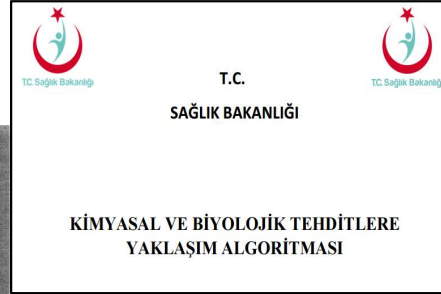 T.C. Sağlık Bakanlığı
T.C. Sağlık Bakanlığı
T.C.
SAĞLIK BAKANLIĞI
KİMYASAL VE BİYOLOJİK TEHDİTLERE
YAKLAŞIM ALGORİTMASI